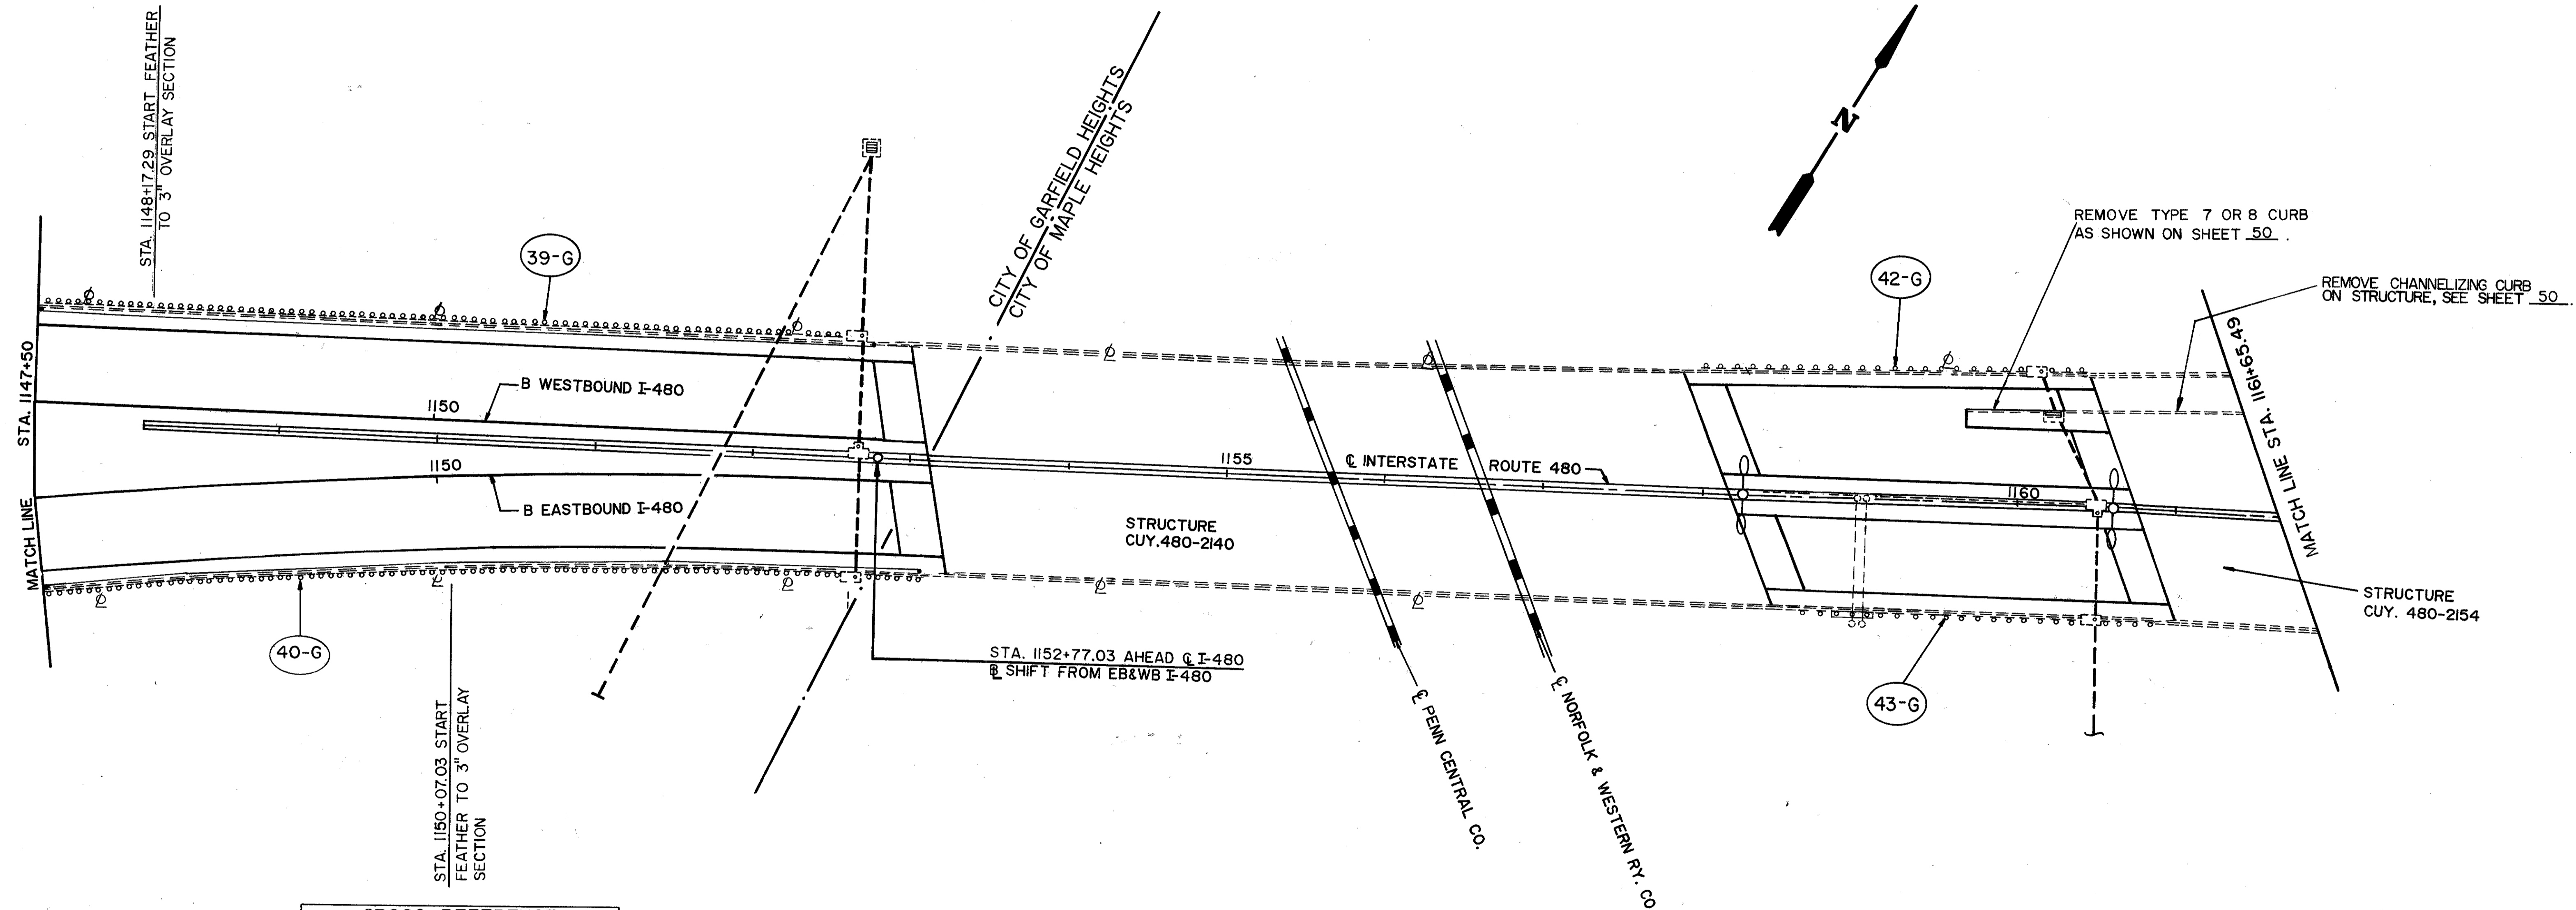 STA. 1148+17.29 START FEATHER
TO 3" OVERLAY SECTION
CITY OF GARFIELD HEIGHTS
CITY OF MAPLE HEIGHTS
N
REMOVE TYPE 7 OR 8 CURB
AS SHOWN ON SHEET 50 .
REMOVE CHANNELIZING CURB
ON STRUCTURE, SEE SHEET 50 .
39-G
42-G
MATCH LINE STA. 1147+50
B WESTBOUND I-480
1150
1150
B EASTBOUND I-480
1155
℄ INTERSTATE ROUTE 480
1160
MATCH LINE STA. 1161+65.49
STRUCTURE
CUY.480-2140
STRUCTURE
CUY. 480-2154
40-G
STA. 1152+77.03 AHEAD ℄ I-480
B SHIFT FROM EB&WB I-480
43-G
℄ PENN CENTRAL CO.
℄ NORFOLK & WESTERN RY. CO
STA. 1150+07.03 START
FEATHER TO 3" OVERLAY
SECTION